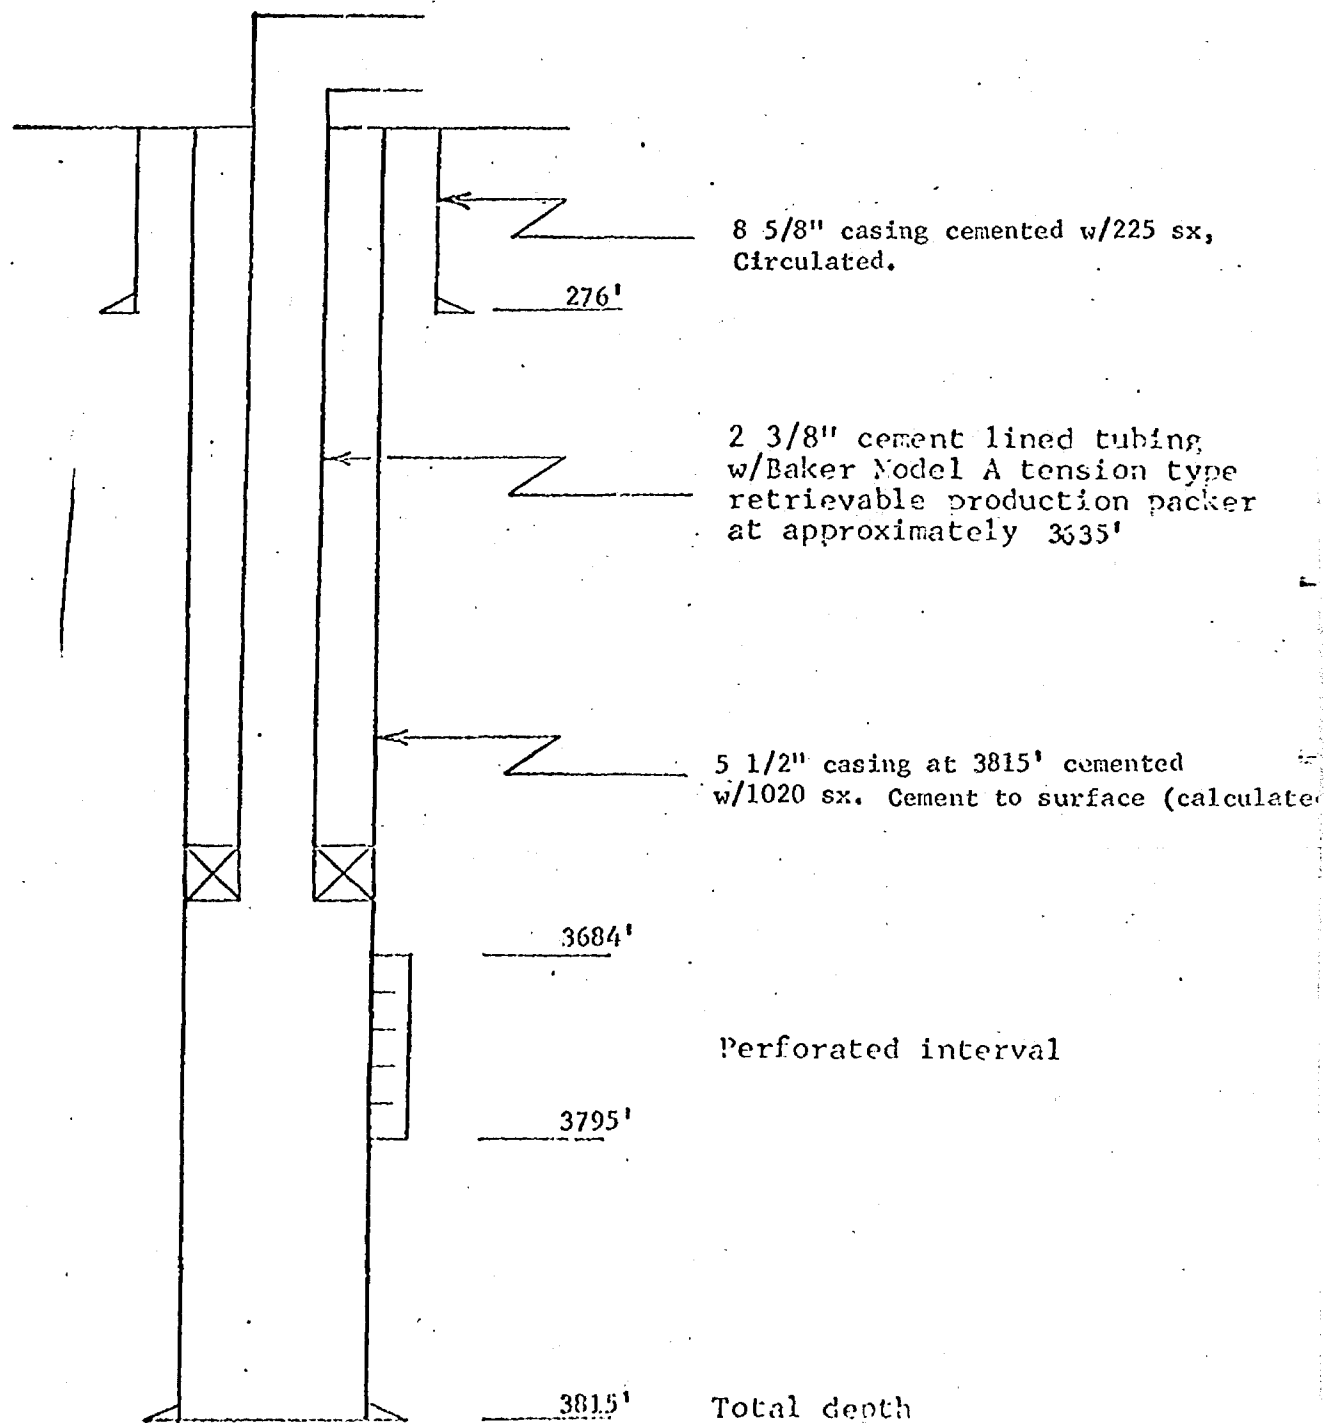 8 5/8" casing cemented w/225 sx,
Circulated.
276'
2 3/8" cement lined tubing
w/Baker Model A tension type
retrievable production packer
at approximately 3635'
5 1/2" casing at 3815' cemented
w/1020 sx. Cement to surface (calculate
3684'
Perforated interval
3795'
3815' Total depth